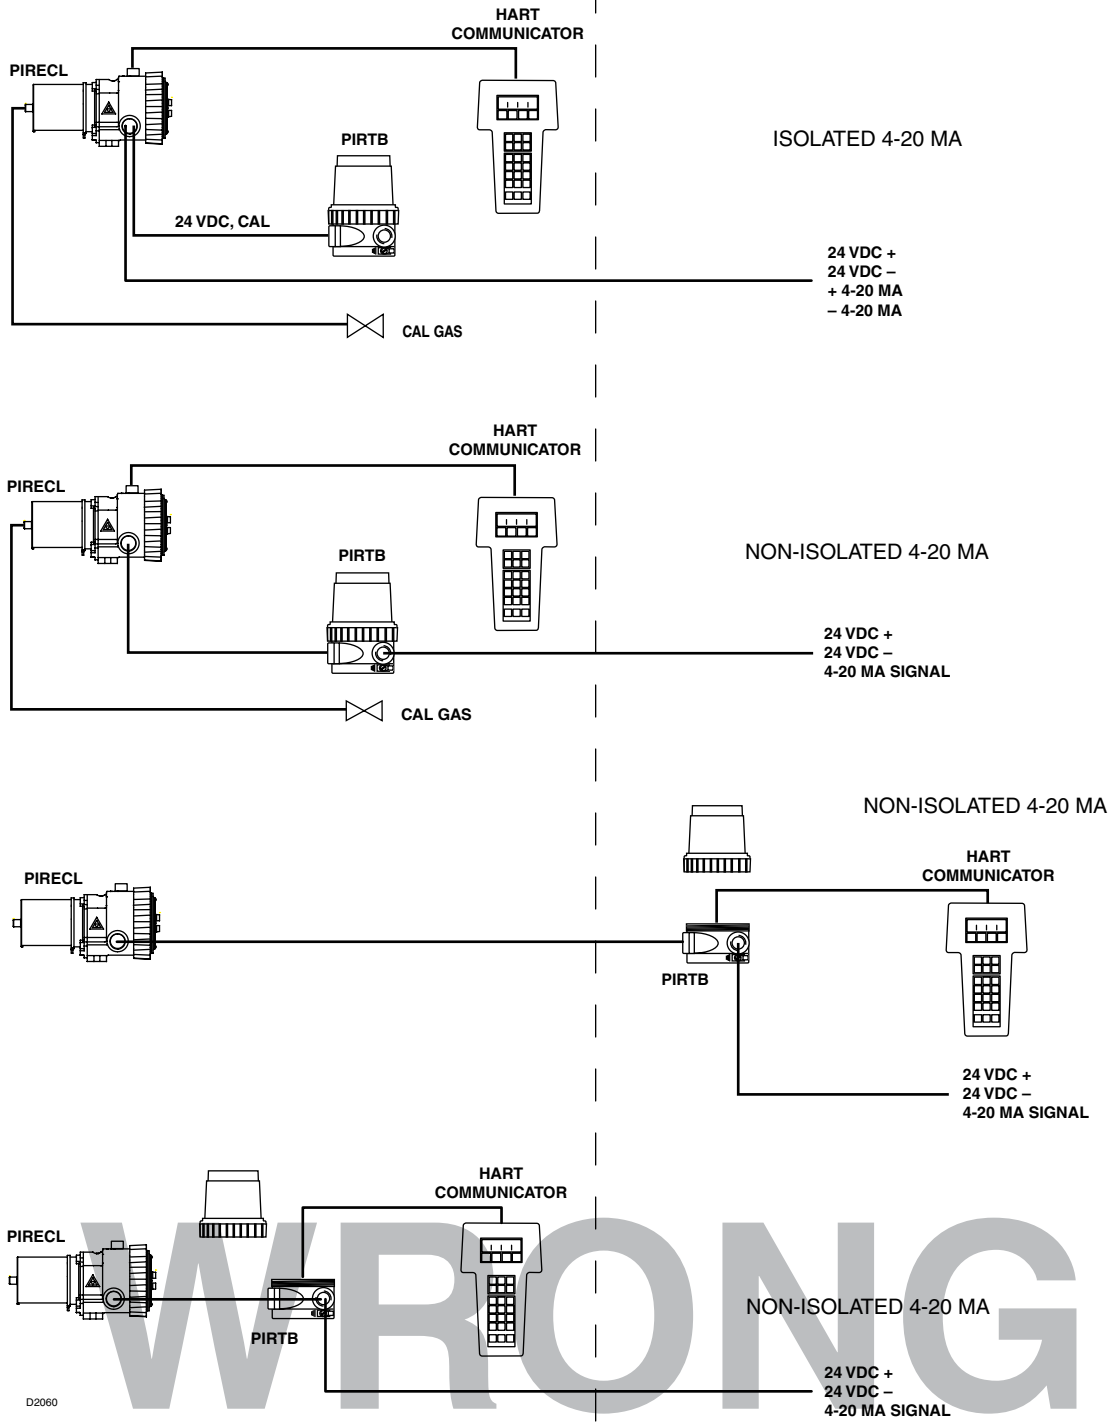 HART
COMMUNICATOR
PIRECL
PIRTB
ISOLATED 4-20 MA
24 VDC, CAL
24 VDC +
24 VDC –
+ 4-20 MA
– 4-20 MA
CAL GAS
HART
COMMUNICATOR
PIRECL
PIRTB
NON-ISOLATED 4-20 MA
24 VDC +
24 VDC –
4-20 MA SIGNAL
CAL GAS
NON-ISOLATED 4-20 MA
HART
COMMUNICATOR
PIRECL
PIRTB
24 VDC +
24 VDC –
4-20 MA SIGNAL
HART
COMMUNICATOR
PIRECL
WRONG
NON-ISOLATED 4-20 MA
PIRTB
24 VDC +
24 VDC –
4-20 MA SIGNAL
D2060